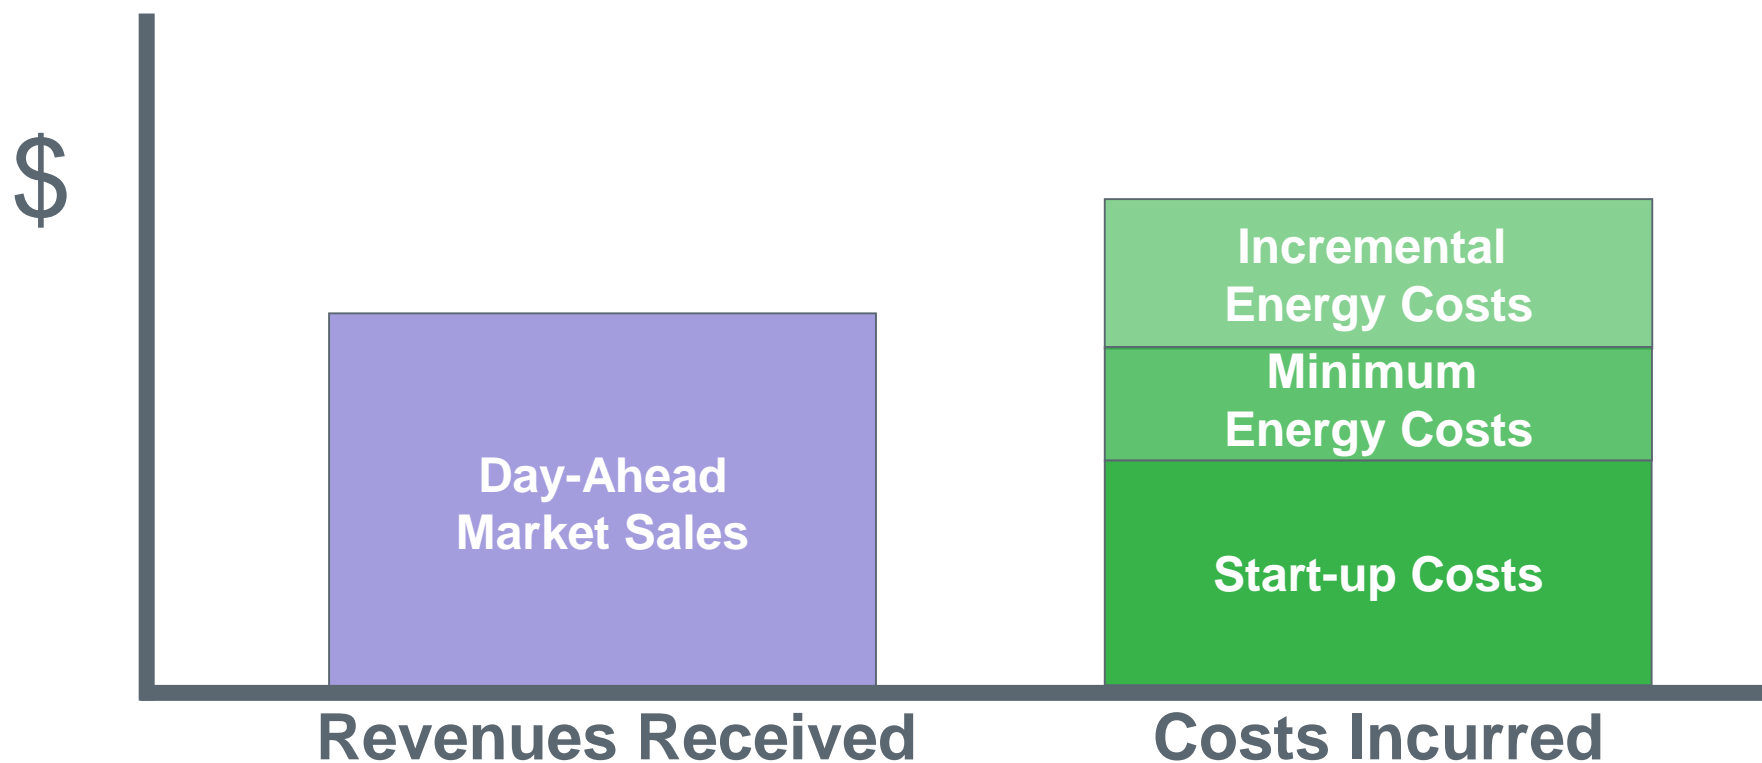 $
Day-Ahead
Market Sales
Incremental
Energy Costs
Minimum
Energy Costs
Start-up Costs
Revenues Received
Costs Incurred